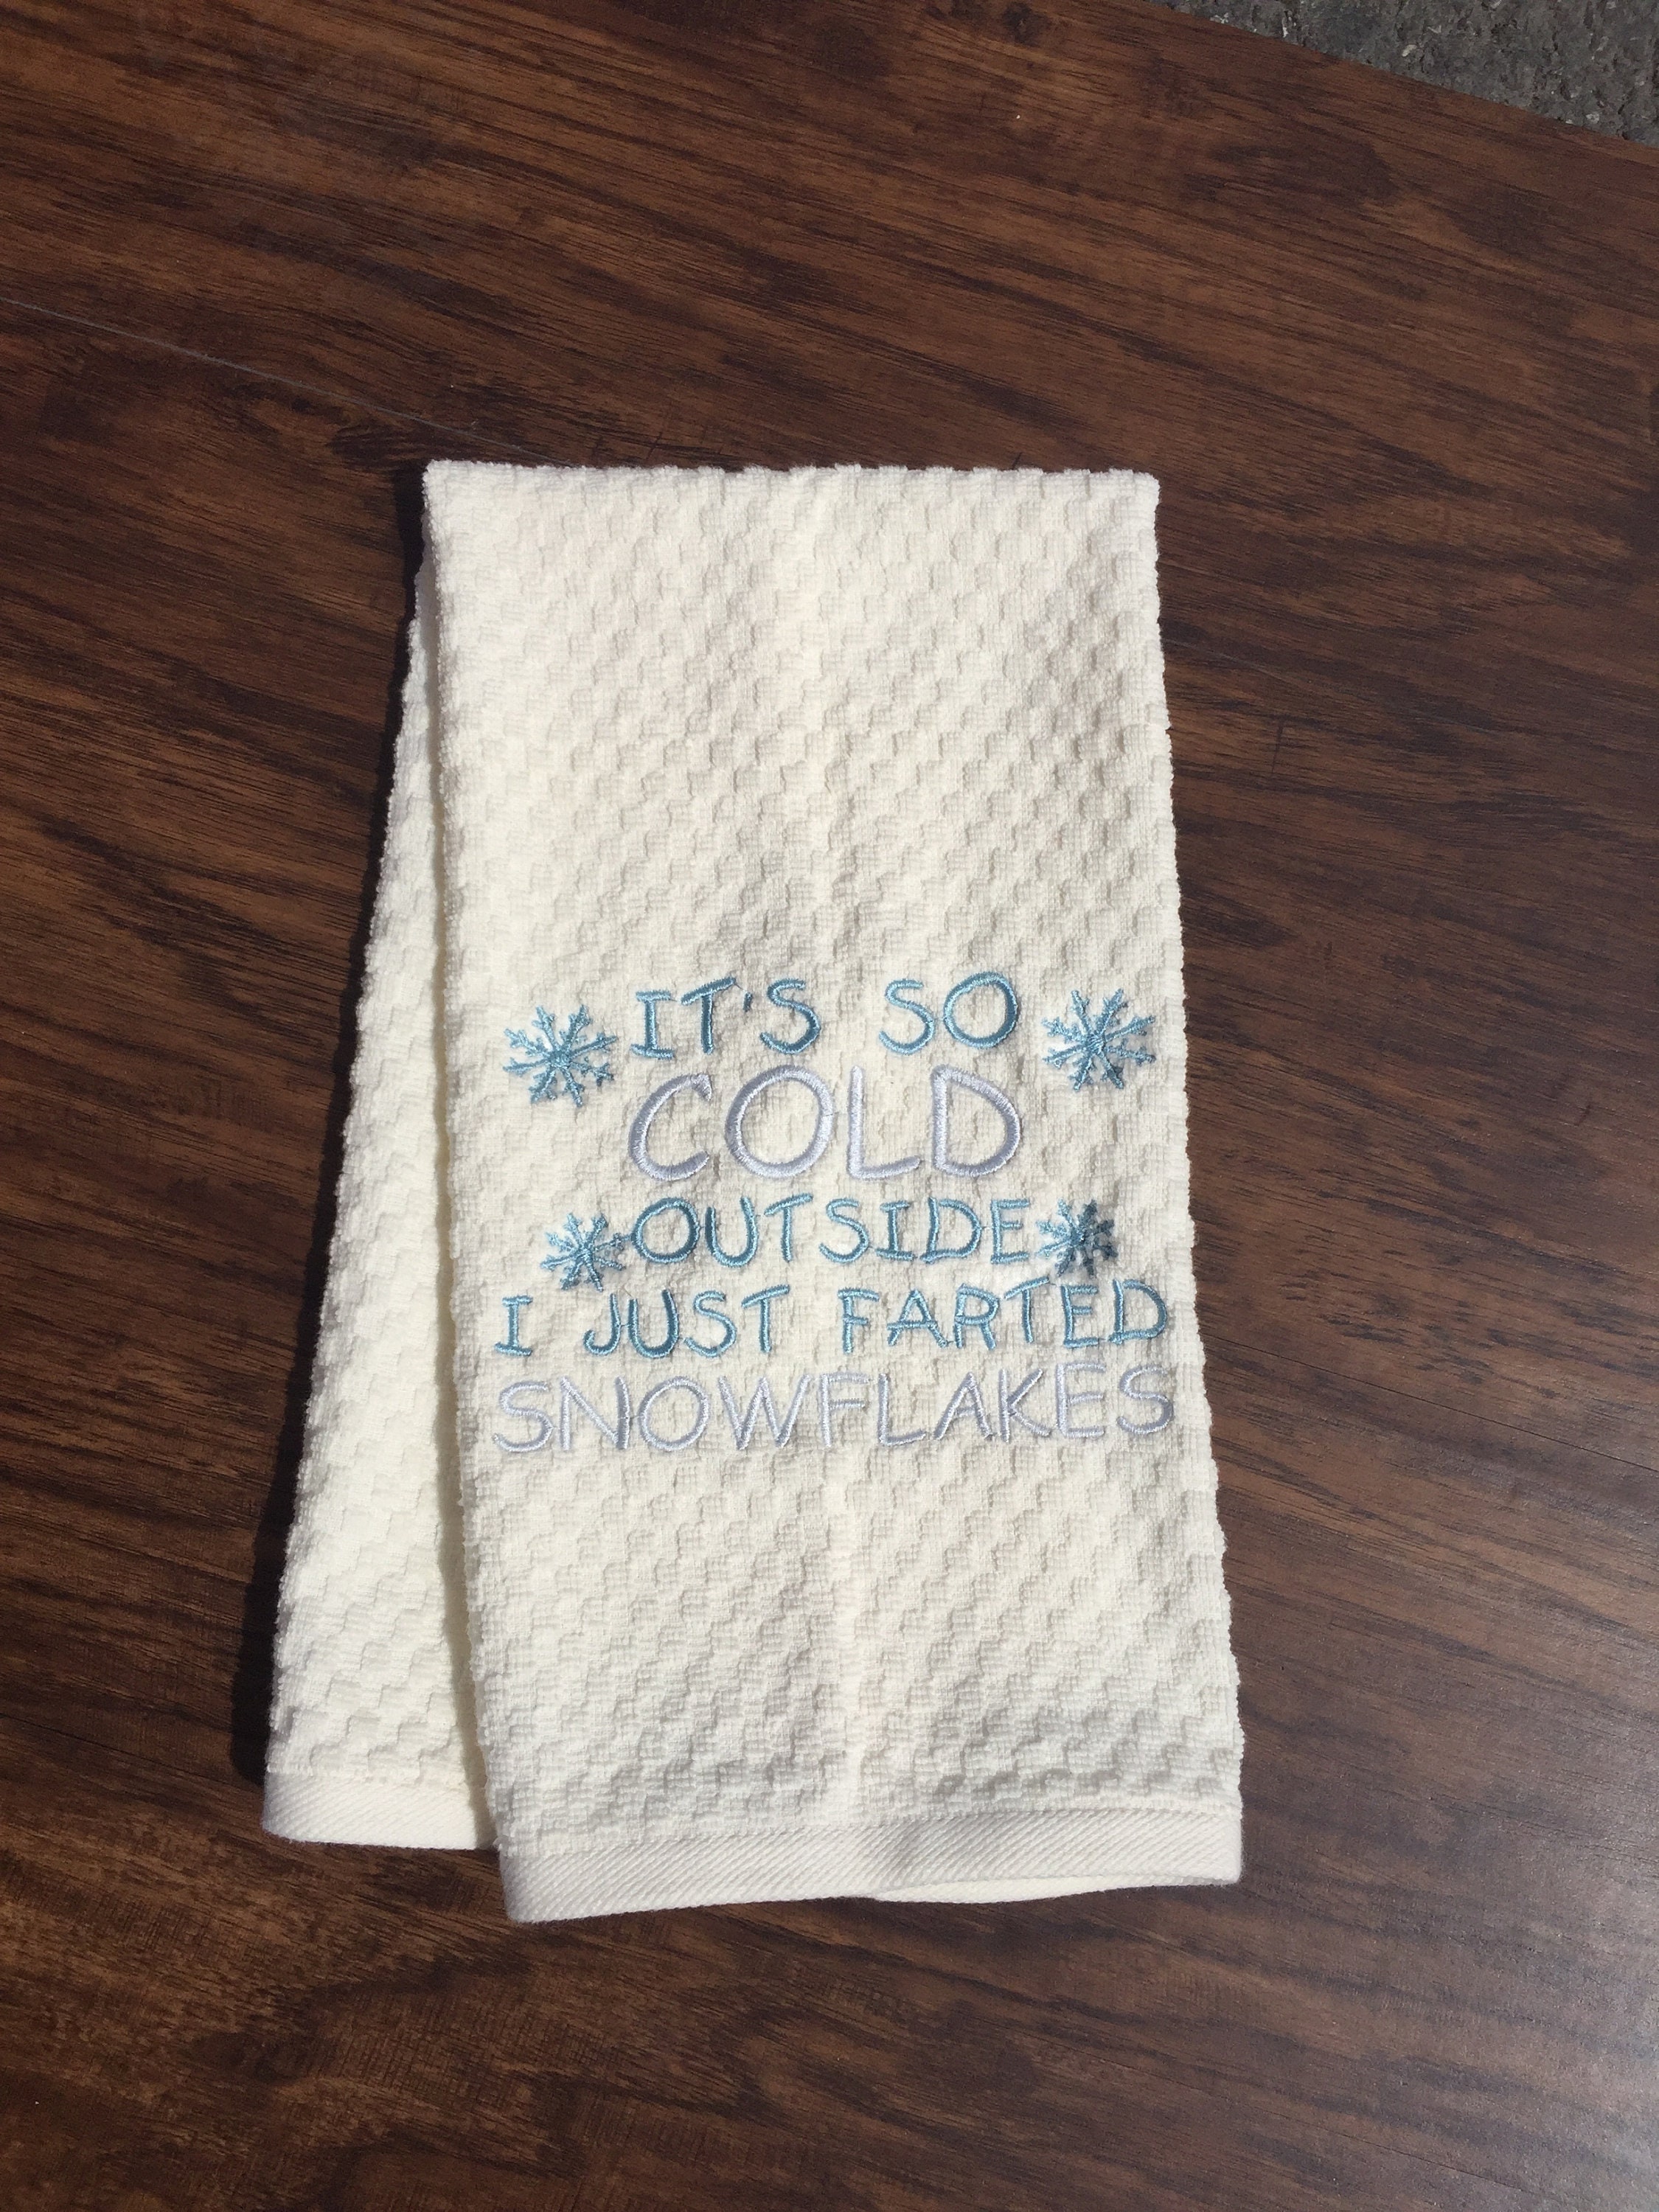 IT'S SO
COLD
OUTSIDE
I JUST FARTED
SNOWFLAKES